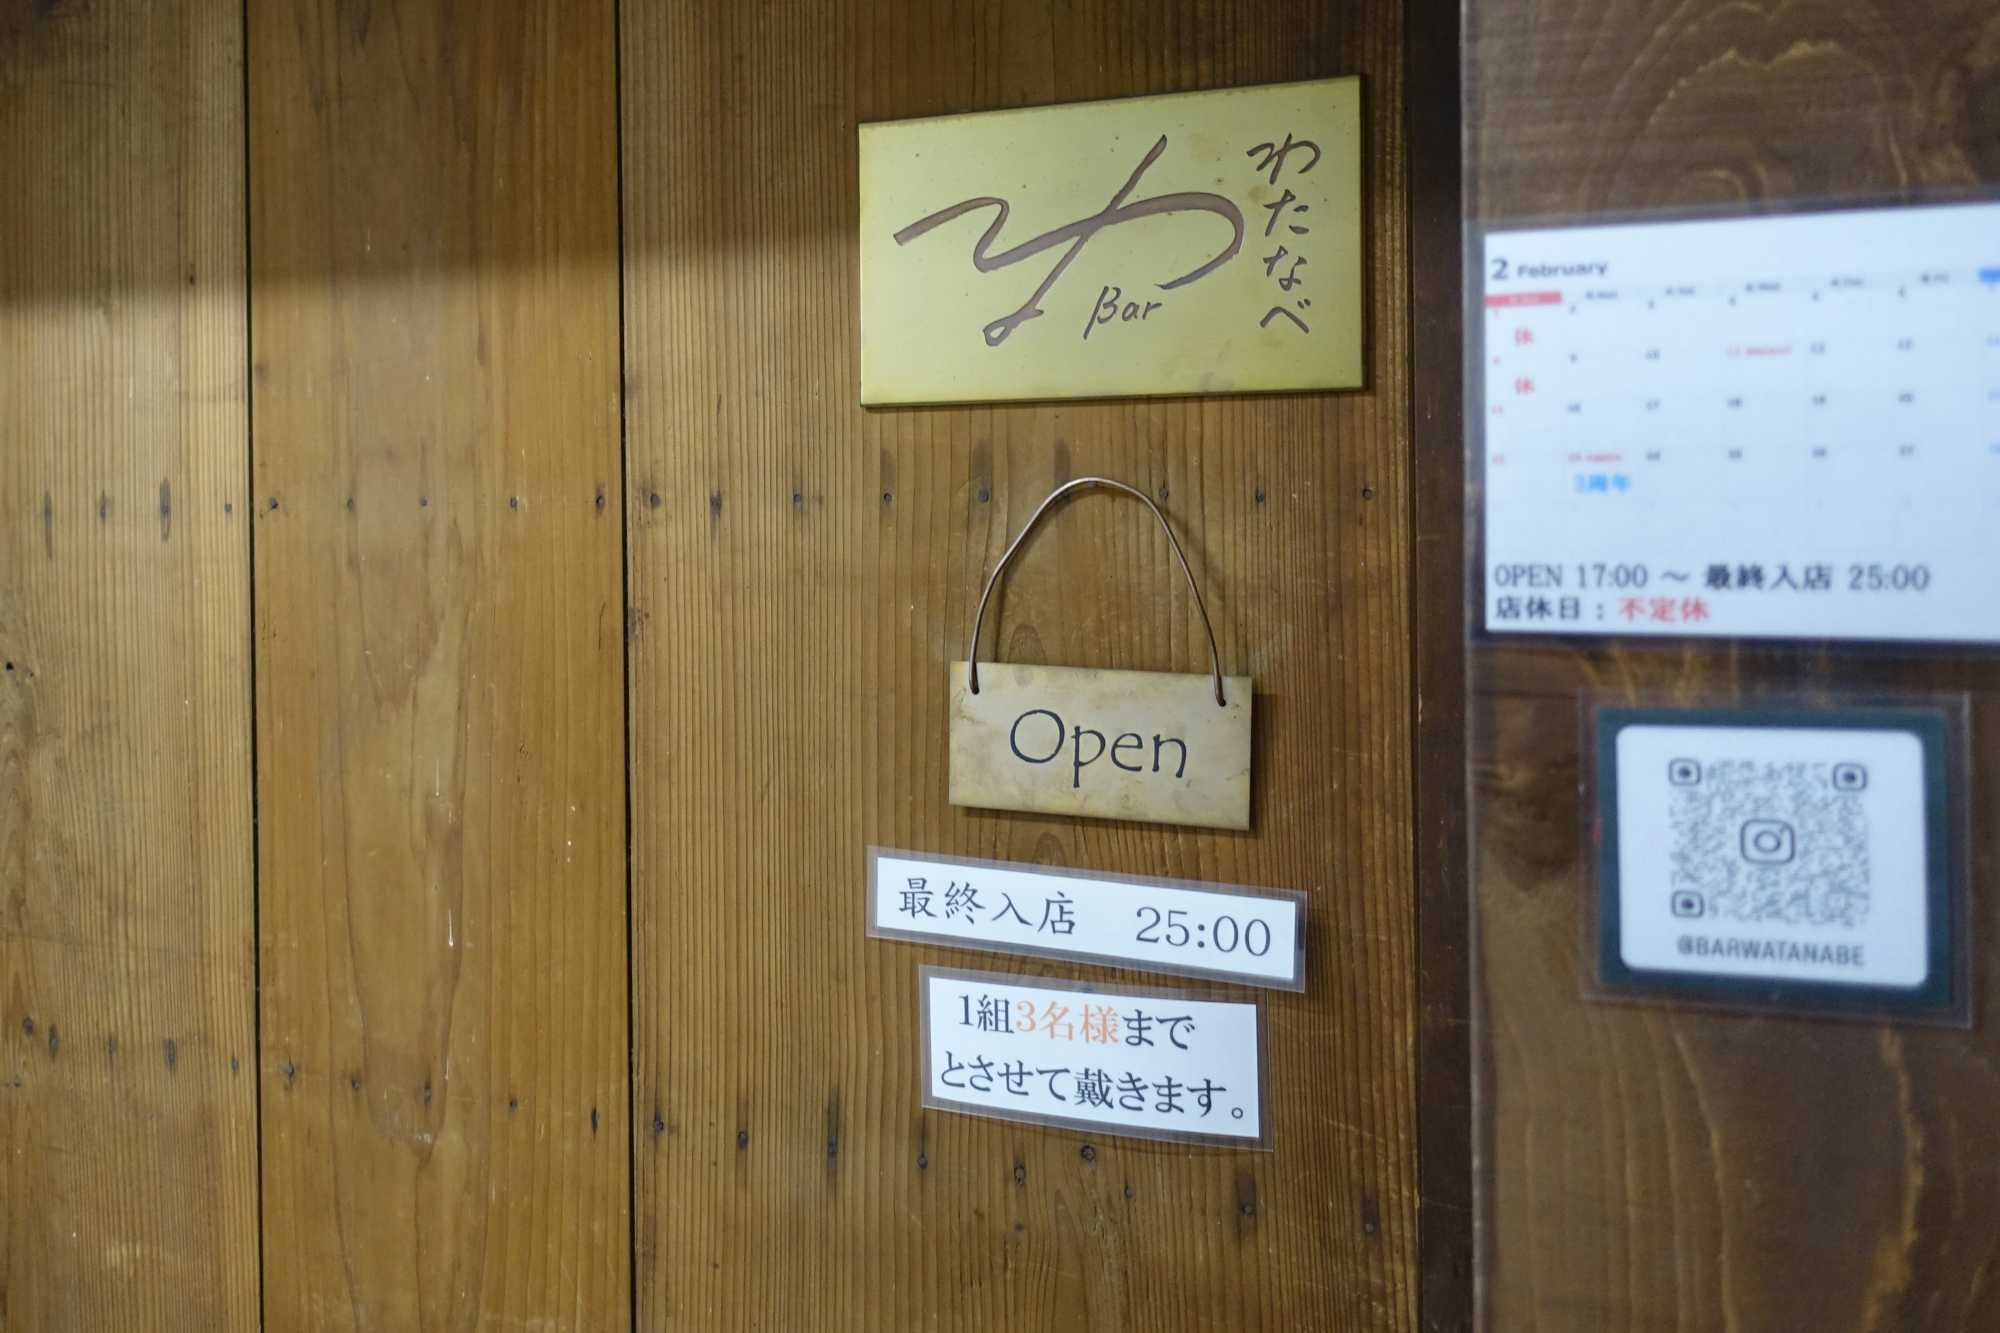 わ
Bar
わたなべ
Open
最終入店 25:00
1組3名様まで
とさせて戴きます。
2 February
休
休
3周年
OPEN 17:00 ～ 最終入店 25:00
店休日：不定休
@BARWATANABE